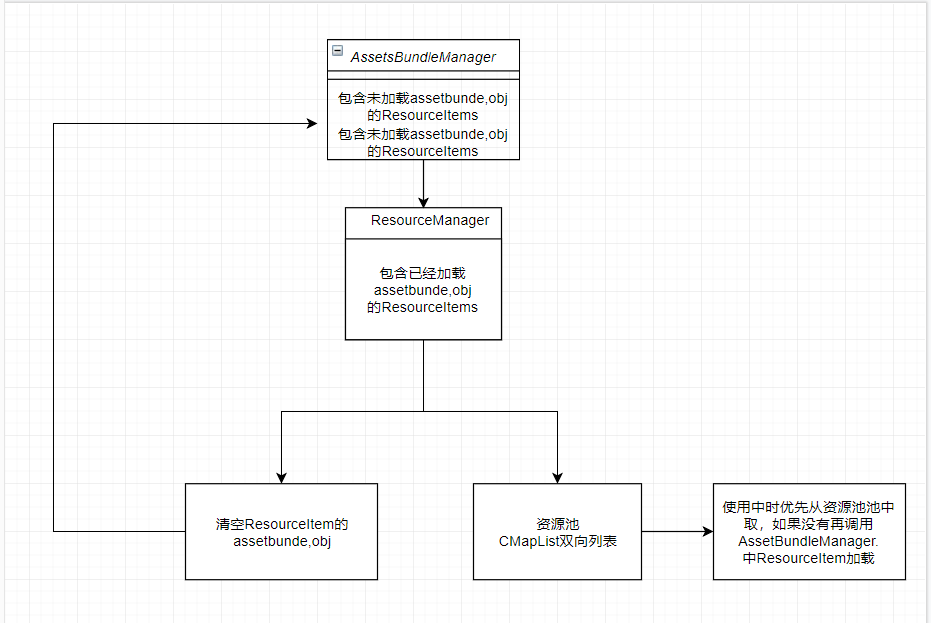 AssetsBundleManager
包含未加载assetbunde,obj
的ResourceItems
包含未加载assetbunde,obj
的ResourceItems
ResourceManager
包含已经加载
assetbunde,obj
的ResourceItems
清空ResourceItem的
assetbunde,obj
资源池
CMapList双向列表
使用中时优先从资源池池中
取，如果没有再调用
AssetBundleManager.
中ResourceItem加载